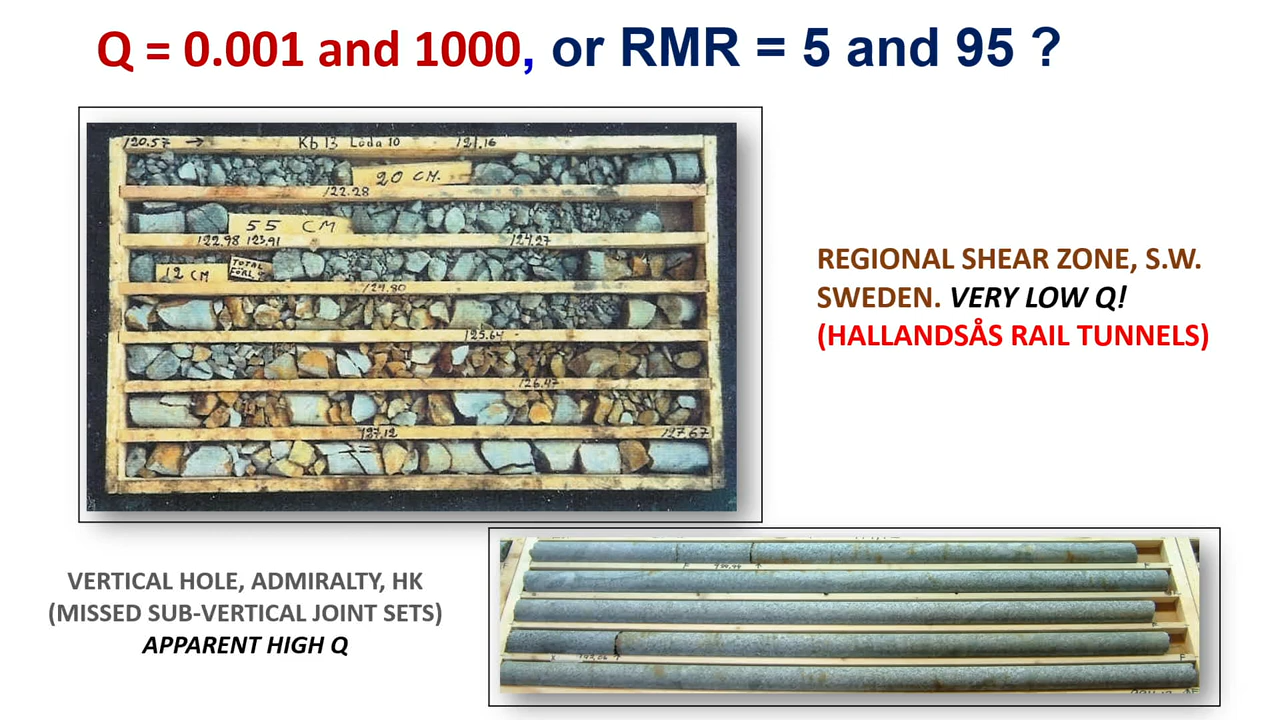 Q = 0.001 and 1000, or RMR = 5 and 95 ?
120.57 → Kb 13 Loda 10 121.16
20 CM.
122.28
55 CM
122.98 123.91 124.27
12 CM TOTAL
124.80
125.64
126.47
127.12 127.67
REGIONAL SHEAR ZONE, S.W.
SWEDEN. VERY LOW Q!
(HALLANDSÅS RAIL TUNNELS)
VERTICAL HOLE, ADMIRALTY, HK
(MISSED SUB-VERTICAL JOINT SETS)
APPARENT HIGH Q